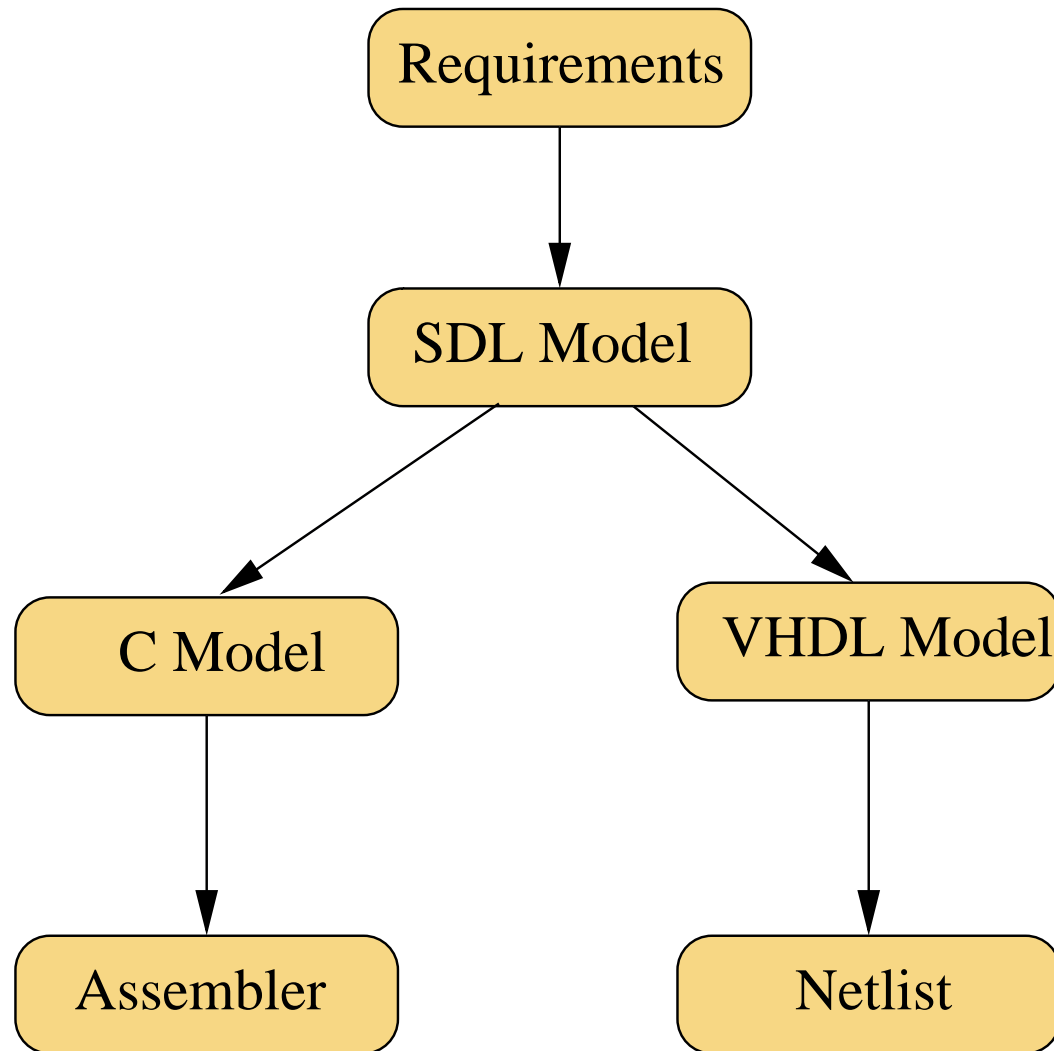 Requirements
SDL Model
C Model
VHDL Model
Assembler
Netlist